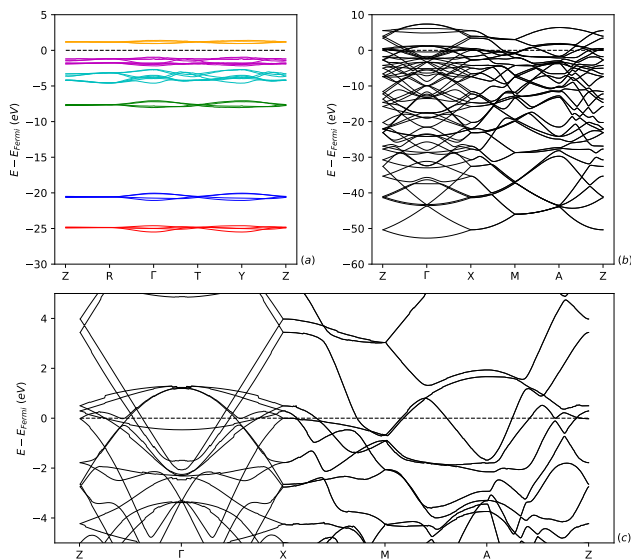 5
0
−5
−10
−15
−20
−25
−30
E − E_Fermi (eV)
Z R Γ T Y Z
(a)
10
0
−10
−20
−30
−40
−50
−60
E − E_Fermi (eV)
Z Γ X M A Z
(b)
4
2
0
−2
−4
E − E_Fermi (eV)
Z Γ X M A Z
(c)